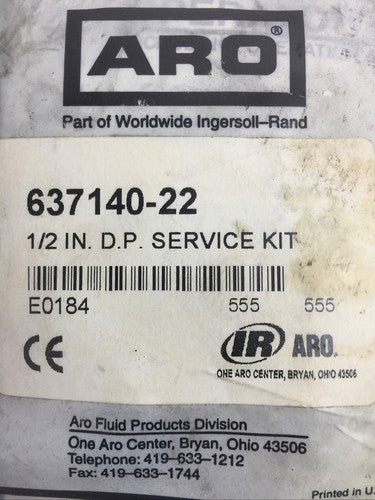 ARO
Part of Worldwide Ingersoll–Rand
637140-22
1/2 IN. D.P. SERVICE KIT
E0184 555 555
CE IR ARO.
ONE ARO CENTER, BRYAN, OHIO 43506
Aro Fluid Products Division
One Aro Center, Bryan, Ohio 43506
Telephone: 419–633–1212
Fax: 419–633–1744
Printed in U